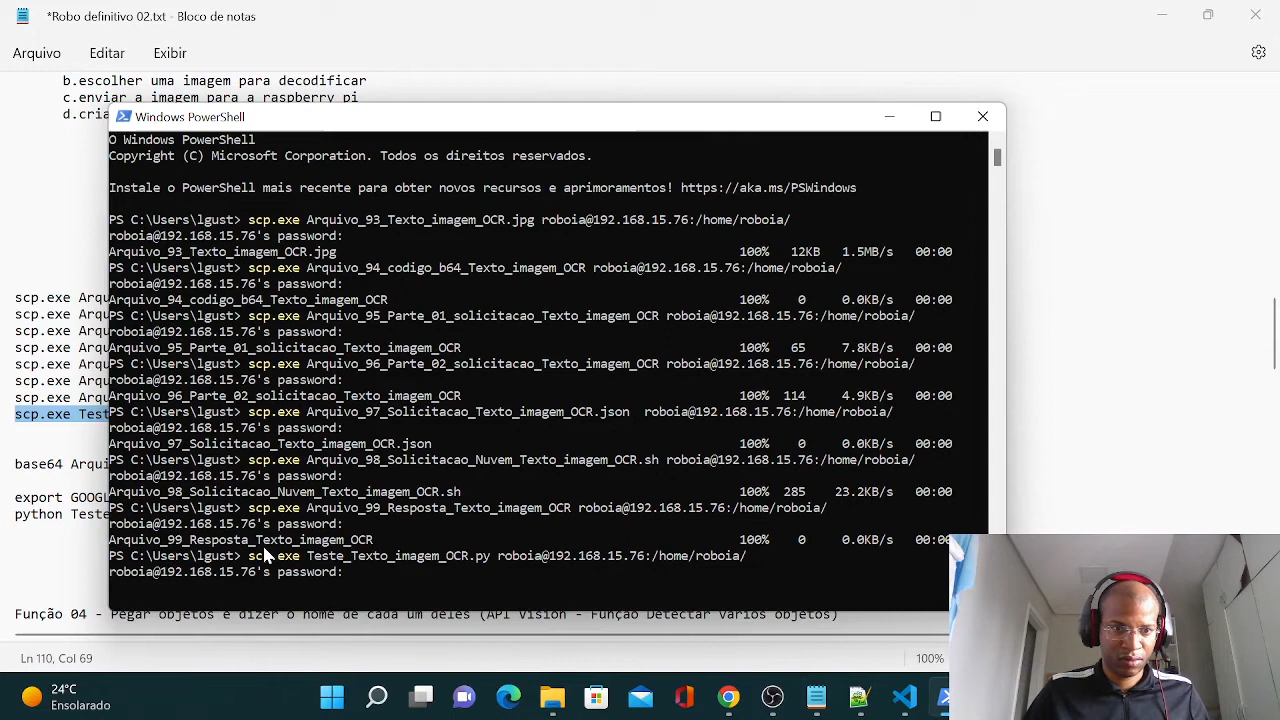 *Robo definitivo 02.txt - Bloco de notas
Arquivo Editar Exibir
b.escolher uma imagem para decodificar
c.enviar a imagem para a raspberry pi
d.cria
Windows PowerShell
O Windows PowerShell
Copyright (C) Microsoft Corporation. Todos os direitos reservados.
Instale o PowerShell mais recente para obter novos recursos e aprimoramentos! https://aka.ms/PSWindows
PS C:\Users\lgust> scp.exe Arquivo_93_Texto_imagem_OCR.jpg roboia@192.168.15.76:/home/roboia/
roboia@192.168.15.76's password:
Arquivo_93_Texto_imagem_OCR.jpg 100% 12KB 1.5MB/s 00:00
PS C:\Users\lgust> scp.exe Arquivo_94_codigo_b64_Texto_imagem_OCR roboia@192.168.15.76:/home/roboia/
roboia@192.168.15.76's password:
Arquivo_94_codigo_b64_Texto_imagem_OCR 100% 0 0.0KB/s 00:00
PS C:\Users\lgust> scp.exe Arquivo_95_Parte_01_solicitacao_Texto_imagem_OCR roboia@192.168.15.76:/home/roboia/
roboia@192.168.15.76's password:
Arquivo_95_Parte_01_solicitacao_Texto_imagem_OCR 100% 65 7.8KB/s 00:00
PS C:\Users\lgust> scp.exe Arquivo_96_Parte_02_solicitacao_Texto_imagem_OCR roboia@192.168.15.76:/home/roboia/
roboia@192.168.15.76's password:
Arquivo_96_Parte_02_solicitacao_Texto_imagem_OCR 100% 114 4.9KB/s 00:00
PS C:\Users\lgust> scp.exe Arquivo_97_Solicitacao_Texto_imagem_OCR.json roboia@192.168.15.76:/home/roboia/
roboia@192.168.15.76's password:
Arquivo_97_Solicitacao_Texto_imagem_OCR.json 100% 0 0.0KB/s 00:00
PS C:\Users\lgust> scp.exe Arquivo_98_Solicitacao_Nuvem_Texto_imagem_OCR.sh roboia@192.168.15.76:/home/roboia/
roboia@192.168.15.76's password:
Arquivo_98_Solicitacao_Nuvem_Texto_imagem_OCR.sh 100% 285 23.2KB/s 00:00
PS C:\Users\lgust> scp.exe Arquivo_99_Resposta_Texto_imagem_OCR roboia@192.168.15.76:/home/roboia/
roboia@192.168.15.76's password:
Arquivo_99_Resposta_Texto_imagem_OCR 100% 0 0.0KB/s 00:00
PS C:\Users\lgust> scp.exe Teste_Texto_imagem_OCR.py roboia@192.168.15.76:/home/roboia/
roboia@192.168.15.76's password:
scp.exe Arqu
scp.exe Arqu
scp.exe Arqu
scp.exe Arqu
scp.exe Arqu
scp.exe Arqu
scp.exe Arqu
scp.exe Test
base64 Arqui
export GOOGL
python Teste
Função 04 - Pegar objetos e dizer o nome de cada um deles (API Vision - Função Detectar vários objetos)
Ln 110, Col 69 100%
24°C
Ensolarado